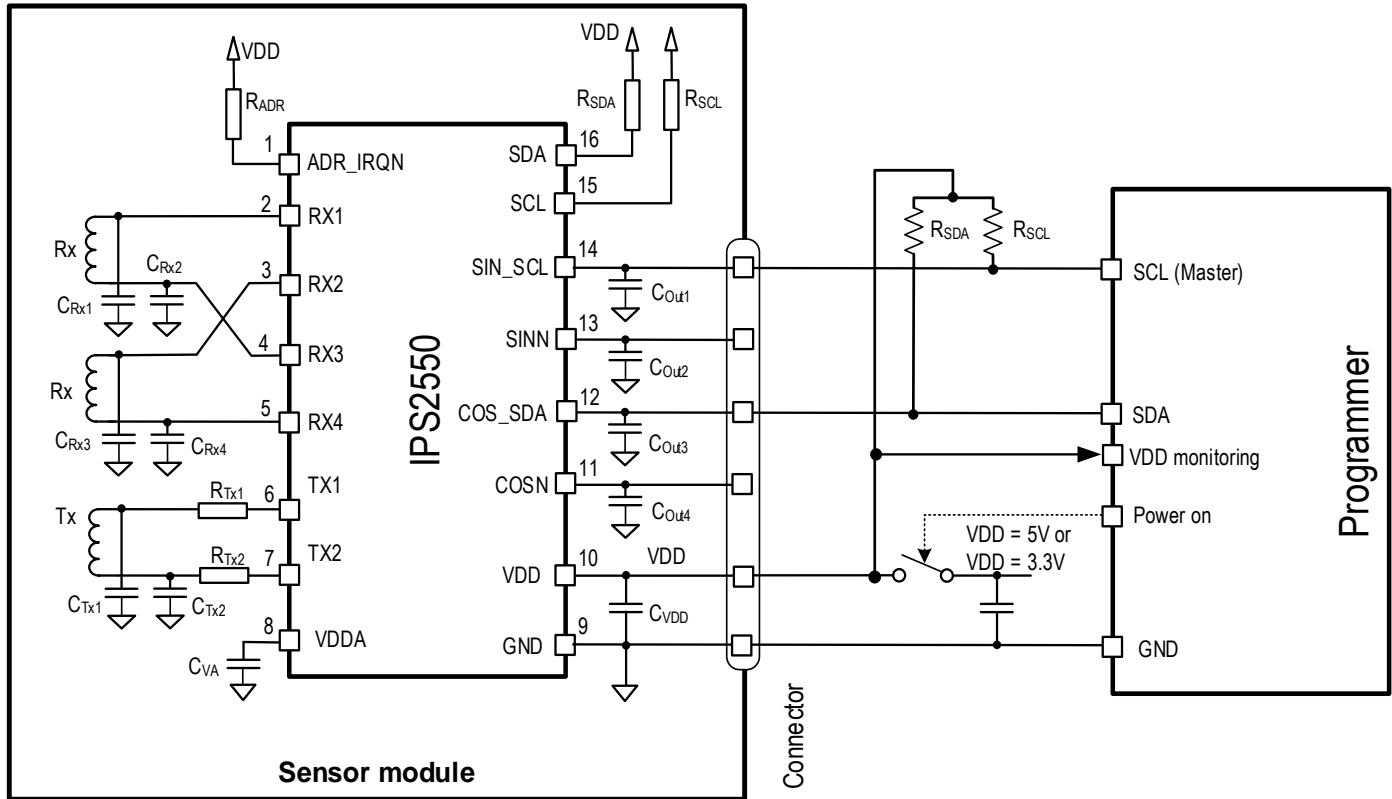 VDD
VDD
RADR
RSDA
RSCL
1
ADR_IRQN
16
SDA
15
SCL
2
RX1
Rx
CRx2
CRx1
3
RX2
4
RX3
Rx
5
RX4
CRx3
CRx4
IPS2550
14
SIN_SCL
COut1
13
SINN
COut2
12
COS_SDA
COut3
11
COSN
COut4
TX1
RTx1
6
Tx
TX2
RTx2
7
CTx1
CTx2
8
VDDA
CVA
10
VDD
VDD
CVDD
9
GND
Sensor module
Connector
RSDA
RSCL
SCL (Master)
SDA
VDD monitoring
Power on
VDD = 5V or
VDD = 3.3V
GND
Programmer